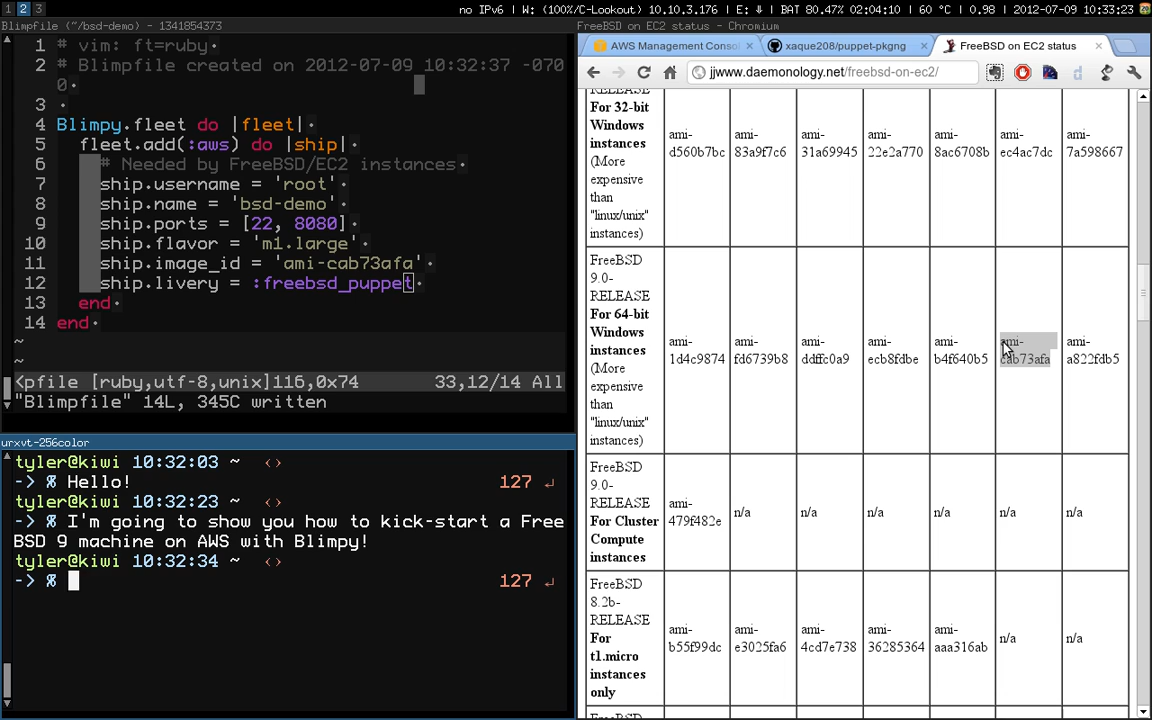 1 2 3 no IPv6 | W: (100%/C-Lookout) 10.10.3.176 | E: | BAT 80.47% 02:04:10 | 60 °C | 0.98 | 2012-07-09 10:33:23
Blimpfile (~/bsd-demo) - 1341854373
1 # vim: ft=ruby
2 # Blimpfile created on 2012-07-09 10:32:37 -070
0
3
4 Blimpy.fleet do |fleet|
5 fleet.add(:aws) do |ship|
6 # Needed by FreeBSD/EC2 instances
7 ship.username = 'root'
8 ship.name = 'bsd-demo'
9 ship.ports = [22, 8080]
10 ship.flavor = 'm1.large'
11 ship.image_id = 'ami-cab73afa'
12 ship.livery = :freebsd_puppet
13 end
14 end
~
~
<pfile [ruby,utf-8,unix]116,0x74 33,12/14 All
"Blimpfile" 14L, 345C written
urxvt-256color
tyler@kiwi 10:32:03 ~ <>
-> % Hello! 127 ↵
tyler@kiwi 10:32:23 ~ <>
-> % I'm going to show you how to kick-start a Free
BSD 9 machine on AWS with Blimpy!
tyler@kiwi 10:32:34 ~ <>
-> % 127 ↵
FreeBSD on EC2 status - Chromium
AWS Management Consol × xaque208/puppet-pkgng × FreeBSD on EC2 status ×
jjwww.daemonology.net/freebsd-on-ec2/
RELEASE
For 32-bit
Windows
instances
(More
expensive
than
"linux/unix"
instances)
ami- ami- ami- ami- ami- ami- ami-
d560b7bc 83a9f7c6 31a69945 22e2a770 8ac6708b ec4ac7dc 7a598667
FreeBSD
9.0-
RELEASE
For 64-bit
Windows
instances
(More
expensive
than
"linux/unix"
instances)
ami- ami- ami- ami- ami- ami- ami-
1d4c9874 fd6739b8 ddffc0a9 ecb8fdbe b4f640b5 cab73afa a822fdb5
FreeBSD
9.0-
RELEASE
For Cluster
Compute
instances
ami-
479f482e n/a n/a n/a n/a n/a n/a
FreeBSD
8.2b-
RELEASE
For
t1.micro
instances
only
ami- ami- ami- ami- ami-
b55f99dc e3025fa6 4cd7e738 36285364 aaa316ab n/a n/a